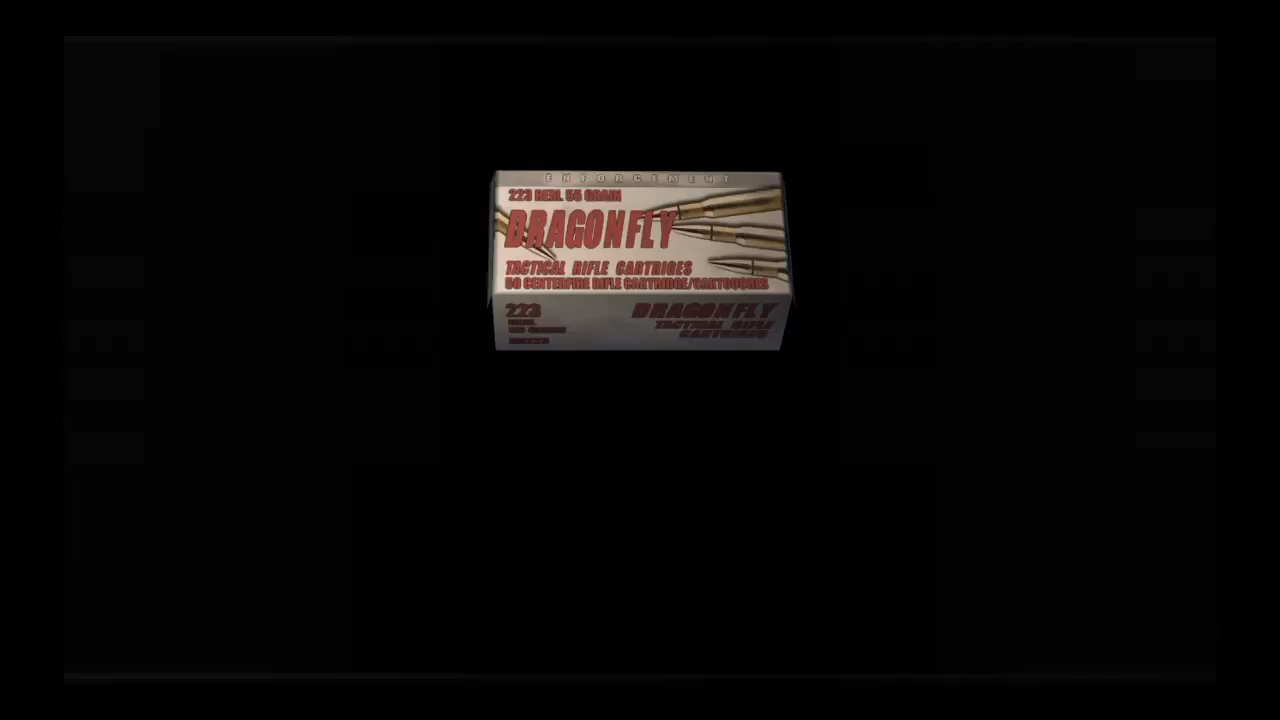 ENFORCEMENT
223 REM. 55 GRAIN
DRAGONFLY
TACTICAL RIFLE CARTRIGES
50 CENTERFIRE RIFLE CARTRIDGE/CARTOUCHES
223
DRAGONFLY
TACTICAL RIFLE
CARTRIGES